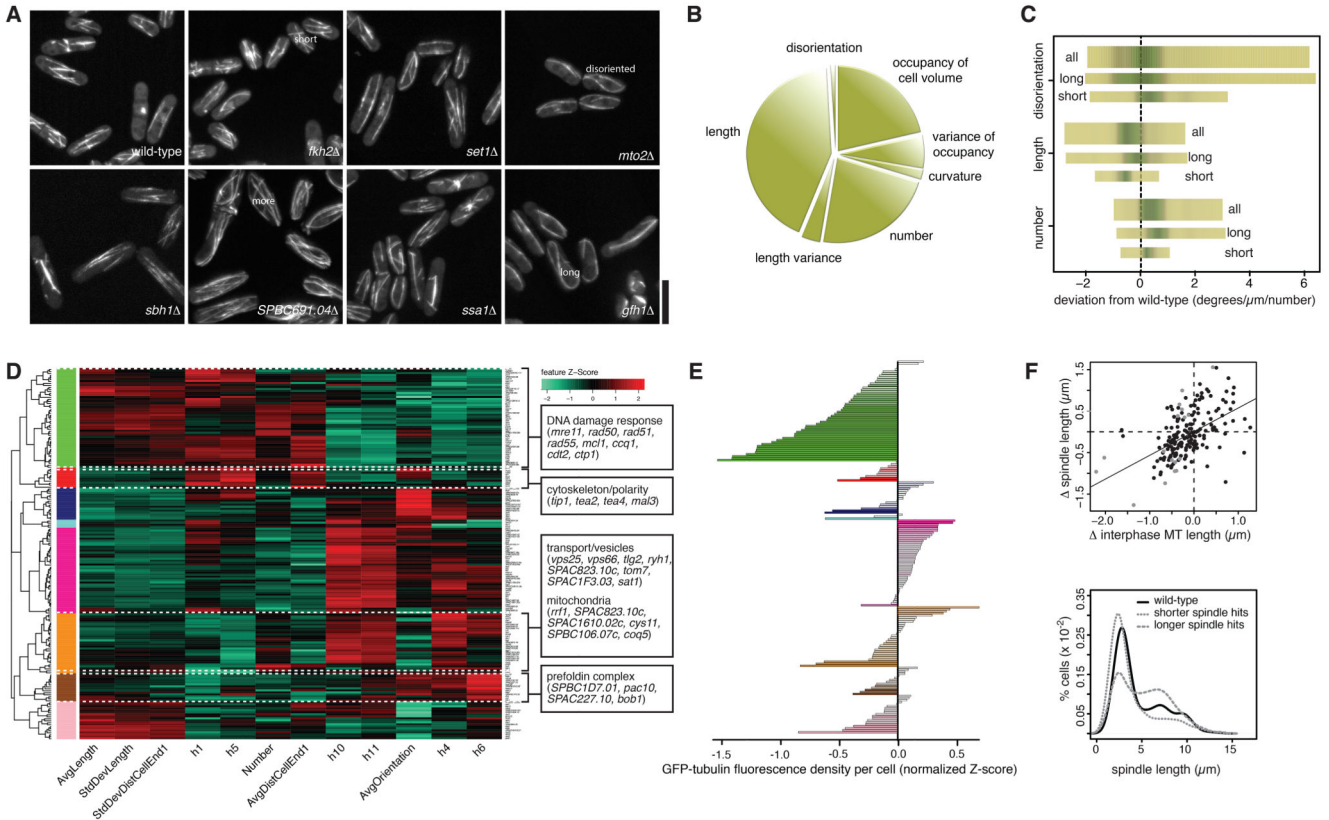 A
short
disoriented
wild-type
fkh2Δ
set1Δ
mto2Δ
more
long
sbh1Δ
SPBC691.04Δ
ssa1Δ
gfh1Δ
B
disorientation
occupancy of
cell volume
length
variance of
occupancy
curvature
number
length variance
C
disorientation
all
long
short
length
all
long
short
number
all
long
short
−2 0 2 4 6
deviation from wild-type (degrees/µm/number)
D
feature Z-Score
−2 −1 0 1 2
DNA damage response
(mre11, rad50, rad51,
rad55, mcl1, ccq1,
cdt2, ctp1)
cytoskeleton/polarity
(tip1, tea2, tea4, mal3)
transport/vesicles
(vps25, vps66, tlg2, ryh1,
SPAC823.10c, tom7,
SPAC1F3.03, sat1)
mitochondria
(rrf1, SPAC823.10c,
SPAC1610.02c, cys11,
SPBC106.07c, coq5)
prefoldin complex
(SPBC1D7.01, pac10,
SPAC227.10, bob1)
AvgLength
StdDevLength
StdDevDistCellEnd1
h1
h5
Number
AvgDistCellEnd1
h10
h11
AvgOrientation
h4
h6
E
-1.5 -1.0 -0.5 0.0 0.5
GFP-tubulin fluorescence density per cell (normalized Z-score)
F
Δ spindle length (µm)
1.5
0.5
−0.5
−1.5
−2.0 −1.0 0.0 1.0
Δ interphase MT length (µm)
% cells (x 10⁻²)
0.35
0.25
0.15
0.05
wild-type
shorter spindle hits
longer spindle hits
0 5 10 15
spindle length (µm)